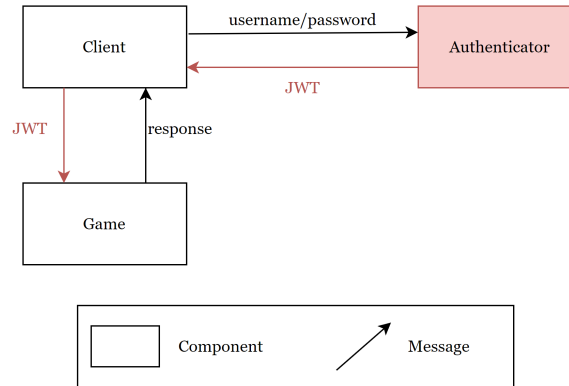 username/password
Client
Authenticator
JWT
JWT
response
Game
Component
Message